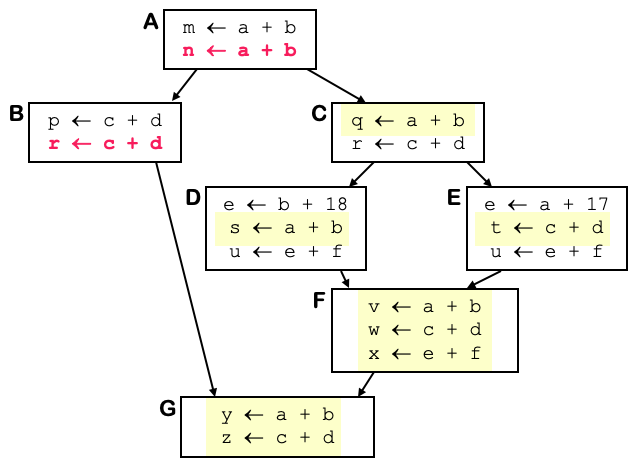 A
m ← a + b
n ← a + b
B
p ← c + d
r ← c + d
C
q ← a + b
r ← c + d
D
e ← b + 18
s ← a + b
u ← e + f
E
e ← a + 17
t ← c + d
u ← e + f
F
v ← a + b
w ← c + d
x ← e + f
G
y ← a + b
z ← c + d